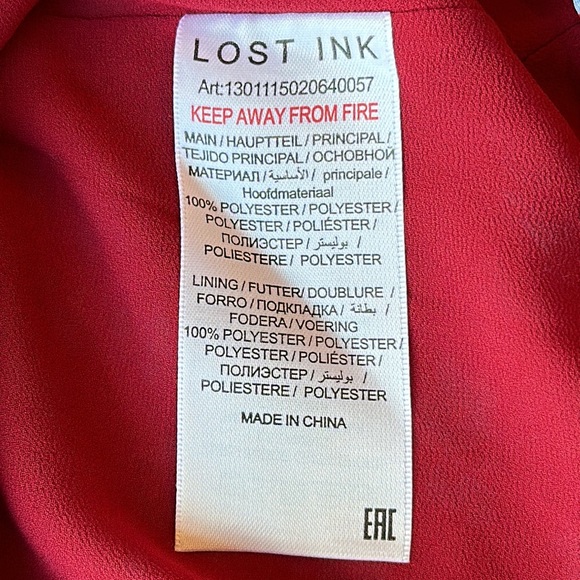 LOST INK
Art:1301115020640057
KEEP AWAY FROM FIRE
MAIN / HAUPTTEIL / PRINCIPAL /
TEJIDO PRINCIPAL / ОСНОВНОЙ
МАТЕРИАЛ / الأساسية / principale /
Hoofdmateriaal
100% POLYESTER / POLYESTER /
POLYESTER / POLIÉSTER /
ПОЛИЭСТЕР / بوليستر /
POLIESTERE / POLYESTER
LINING / FUTTER/ DOUBLURE /
FORRO / ПОДКЛАДКА / بطانة /
FODERA / VOERING
100% POLYESTER / POLYESTER /
POLYESTER / POLIÉSTER /
ПОЛИЭСТЕР / بوليستر /
POLIESTERE / POLYESTER
MADE IN CHINA
EAC